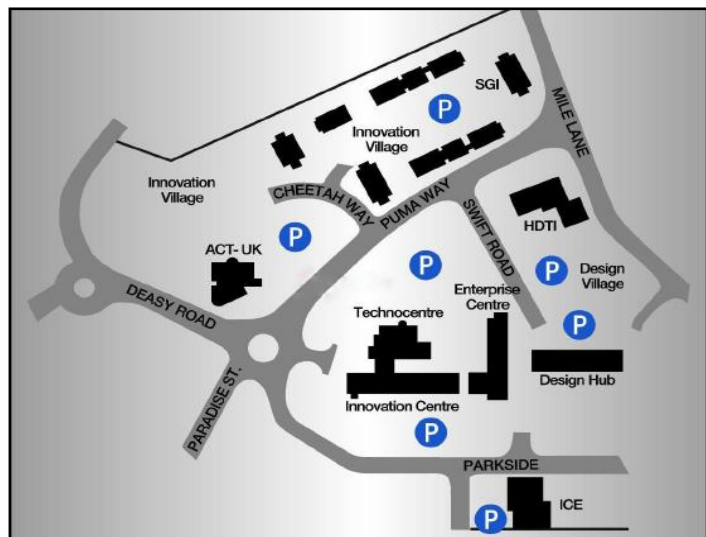 SGI
P
MILE LANE
Innovation
Village
Innovation
Village
CHEETAH WAY
PUMA WAY
SWIFT ROAD
HDTI
P
ACT- UK
P
P
Design
Village
DEASY ROAD
Enterprise
Centre
Technocentre
P
PARADISE ST.
Innovation Centre
Design Hub
P
PARKSIDE
ICE
P